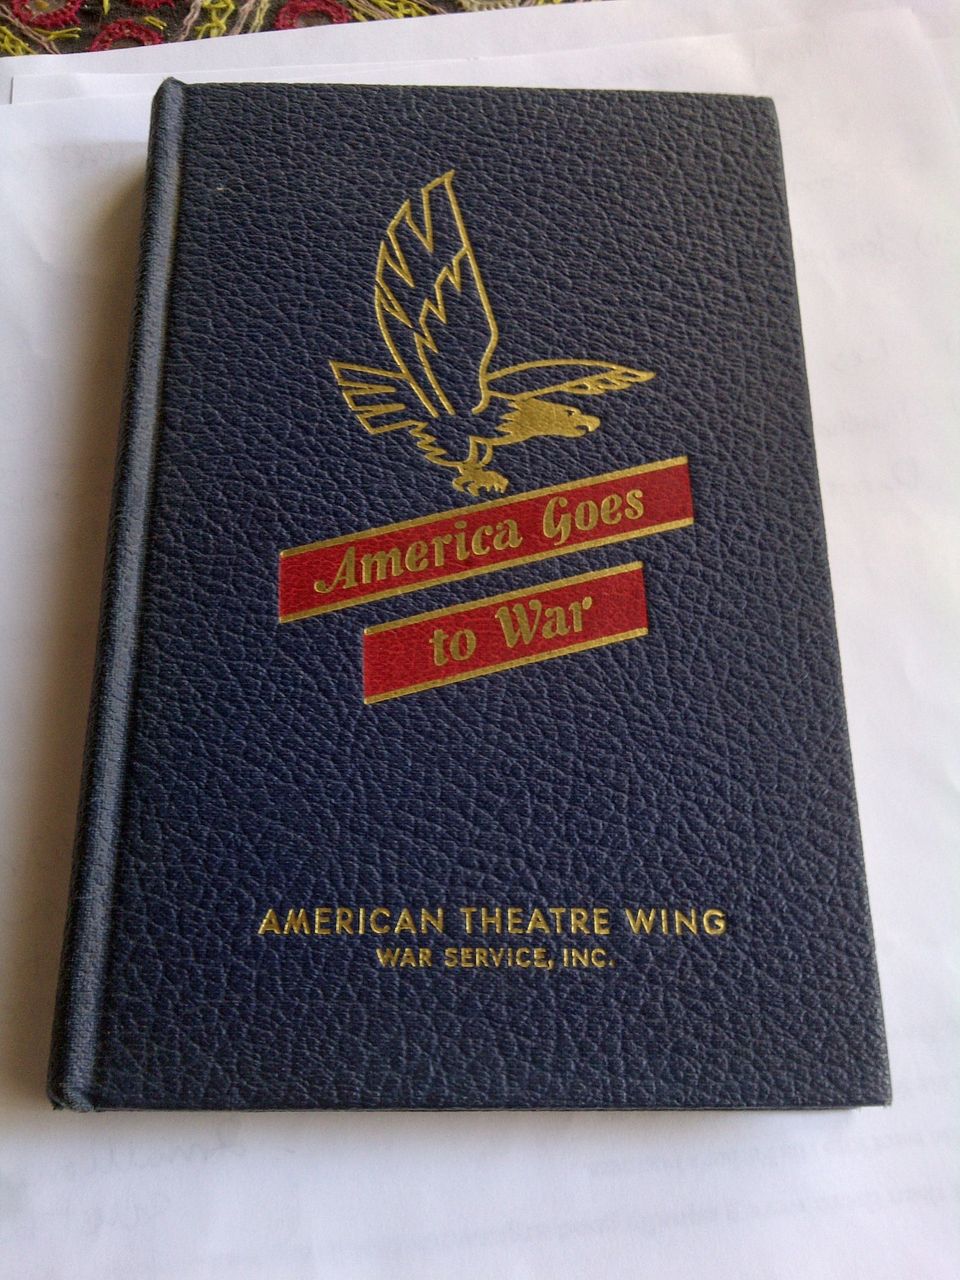 America Goes
to War
AMERICAN THEATRE WING
WAR SERVICE, INC.